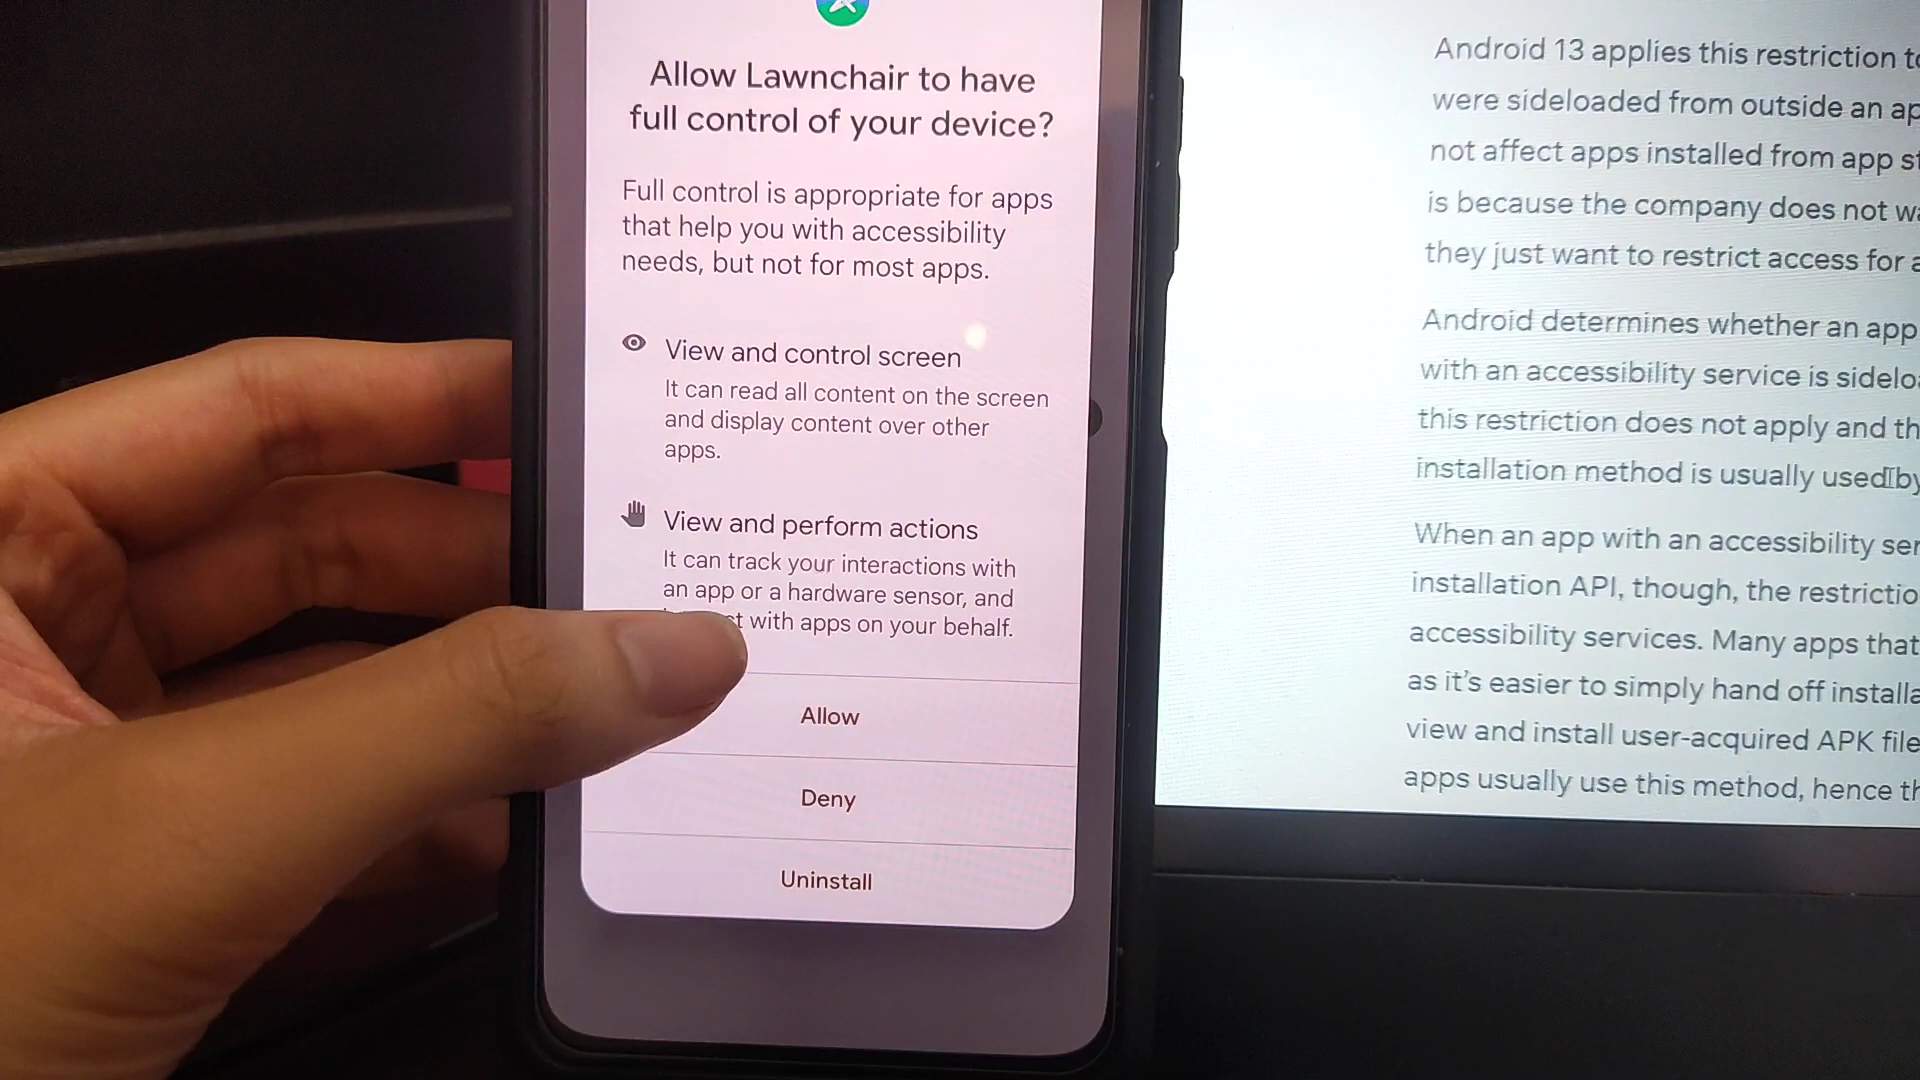 Allow Lawnchair to have
full control of your device?
Full control is appropriate for apps
that help you with accessibility
needs, but not for most apps.
View and control screen
It can read all content on the screen
and display content over other
apps.
View and perform actions
It can track your interactions with
an app or a hardware sensor, and
with apps on your behalf.
Allow
Deny
Uninstall
Android 13 applies this restriction
were sideloaded from outside an
not affect apps installed from app
is because the company does not
they just want to restrict access for
Android determines whether an app
with an accessibility service is
this restriction does not apply and
installation method is usually used by
When an app with an accessibility
installation API, though, the
accessibility services. Many apps that
as it's easier to simply hand off
view and install user-acquired APK
apps usually use this method, hence